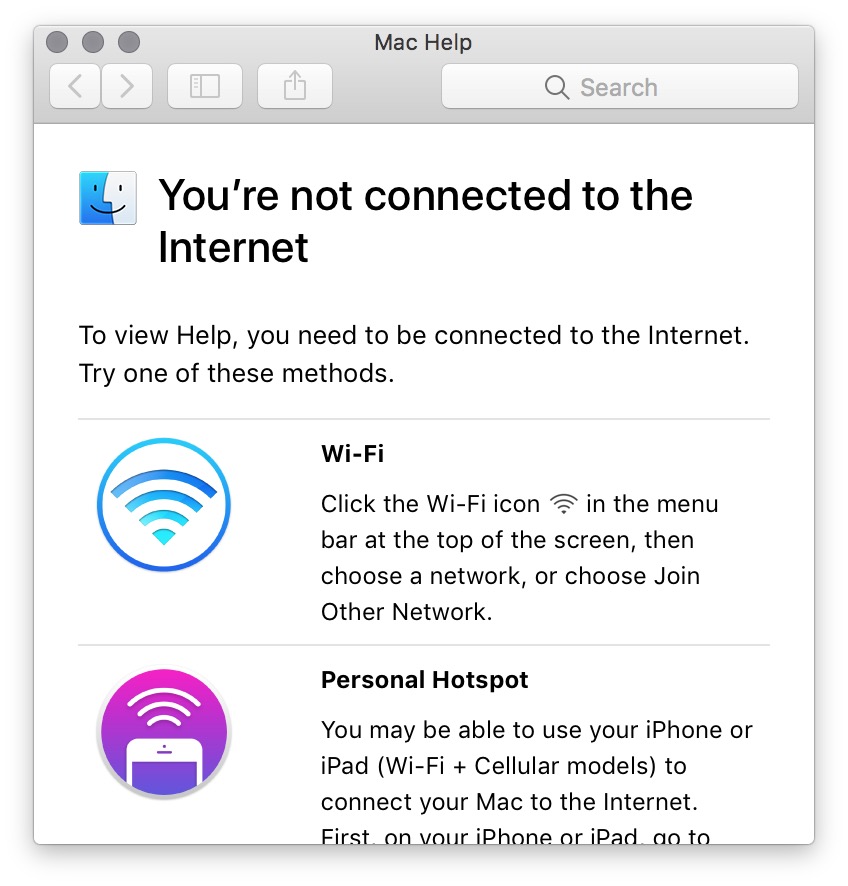 Mac Help
Search
You’re not connected to the
Internet
To view Help, you need to be connected to the Internet.
Try one of these methods.
Wi-Fi
Click the Wi-Fi icon in the menu
bar at the top of the screen, then
choose a network, or choose Join
Other Network.
Personal Hotspot
You may be able to use your iPhone or
iPad (Wi-Fi + Cellular models) to
connect your Mac to the Internet.
First, on your iPhone or iPad, go to